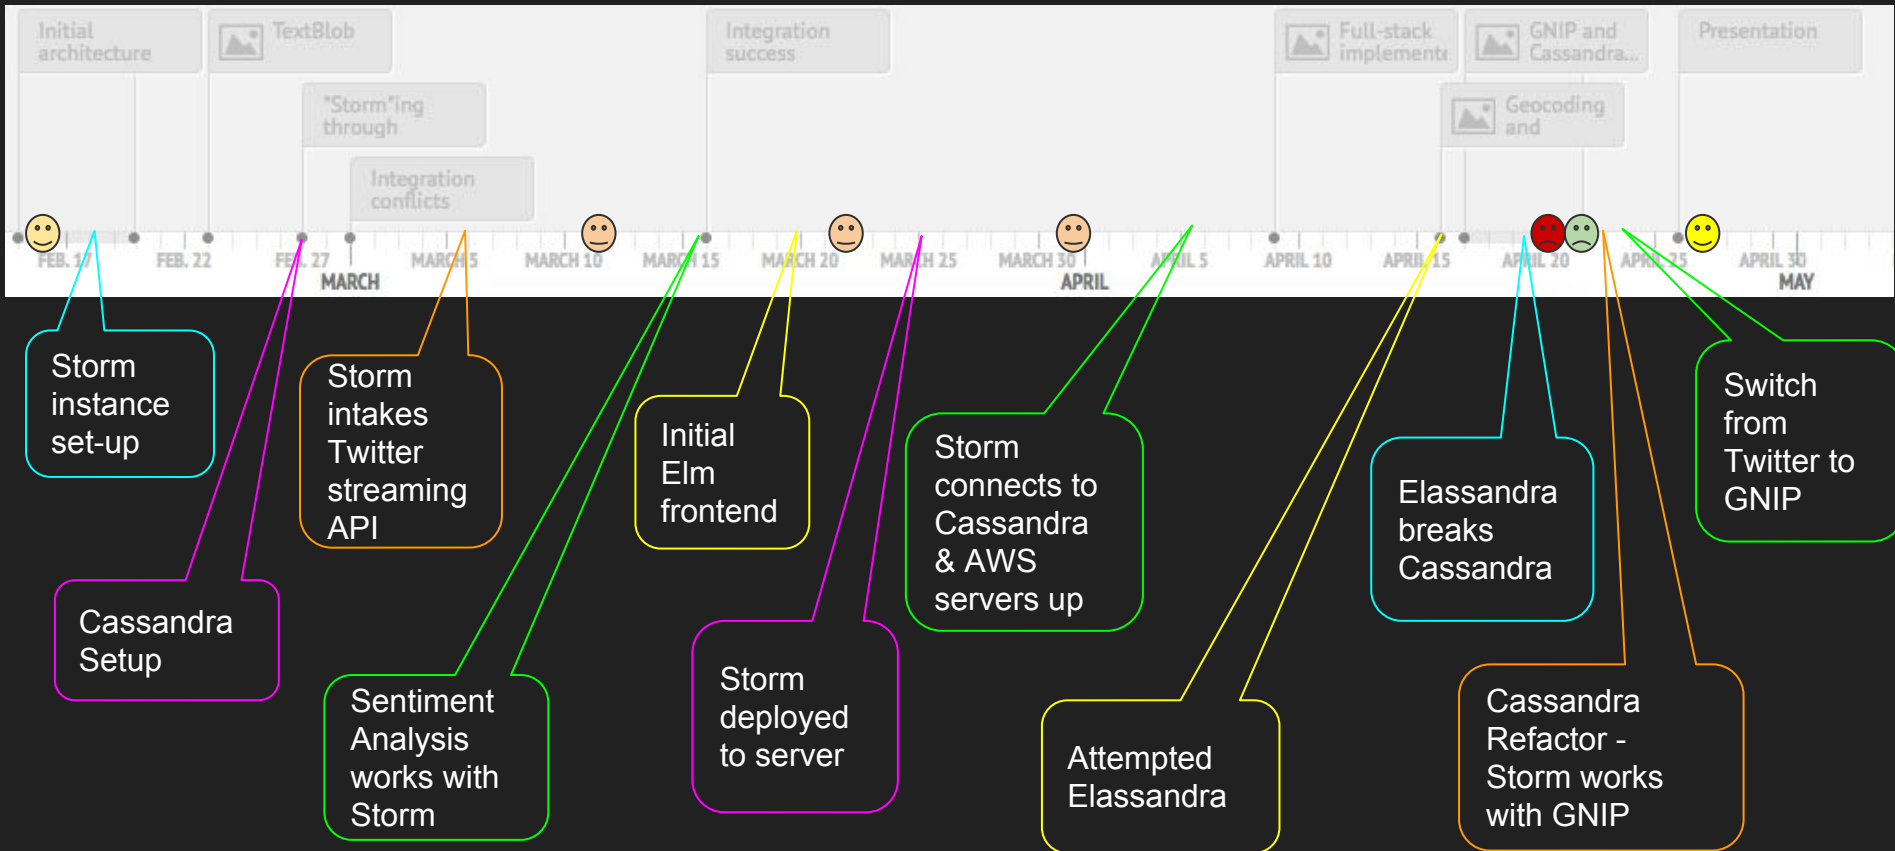 Initial
architecture
TextBlob
"Storm"ing
through
Integration
conflicts
Integration
success
Full-stack
implemente
GNIP and
Cassandra...
Geocoding
and
Presentation
FEB. 17
FEB. 22
FEB. 27
MARCH 5
MARCH 10
MARCH 15
MARCH 20
MARCH 25
MARCH 30
APRIL 5
APRIL 10
APRIL 15
APRIL 20
APRIL 25
APRIL 30
MARCH
APRIL
MAY
Storm
instance
set-up
Cassandra
Setup
Storm
intakes
Twitter
streaming
API
Sentiment
Analysis
works with
Storm
Initial
Elm
frontend
Storm
deployed
to server
Storm
connects to
Cassandra
& AWS
servers up
Attempted
Elassandra
Elassandra
breaks
Cassandra
Cassandra
Refactor -
Storm works
with GNIP
Switch
from
Twitter to
GNIP